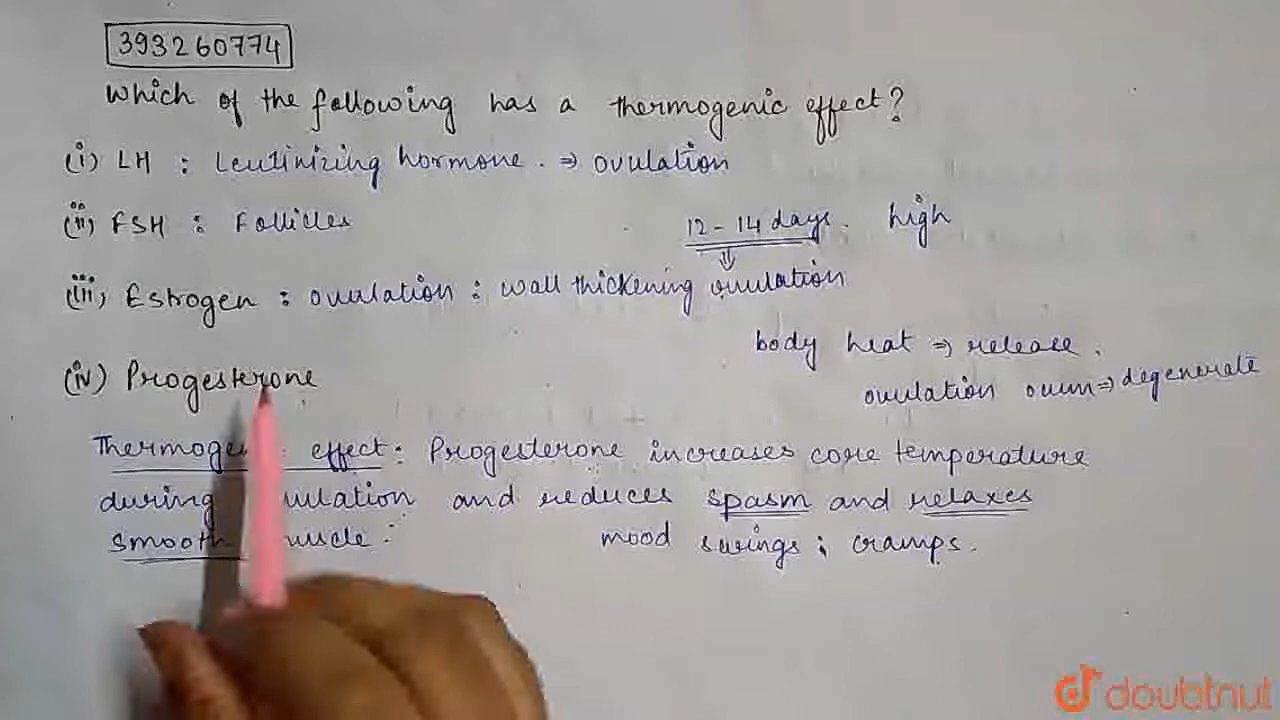 393260774
Which of the following has a thermogenic effect?
(i) LH : Leutinizing hormone. ⇒ ovulation
(ii) FSH : Follicles
12 - 14 days. high
⇓
(iii) Estrogen : ovulation : wall thickening ovulation
body heat ⇒ release.
(iv) Progesterone
ovulation ovum ⇒ degenerate
effect : Progesterone increases core temperature
during and reduces spasm and relaxes
smooth
mood swings ; cramps.
doubtnut